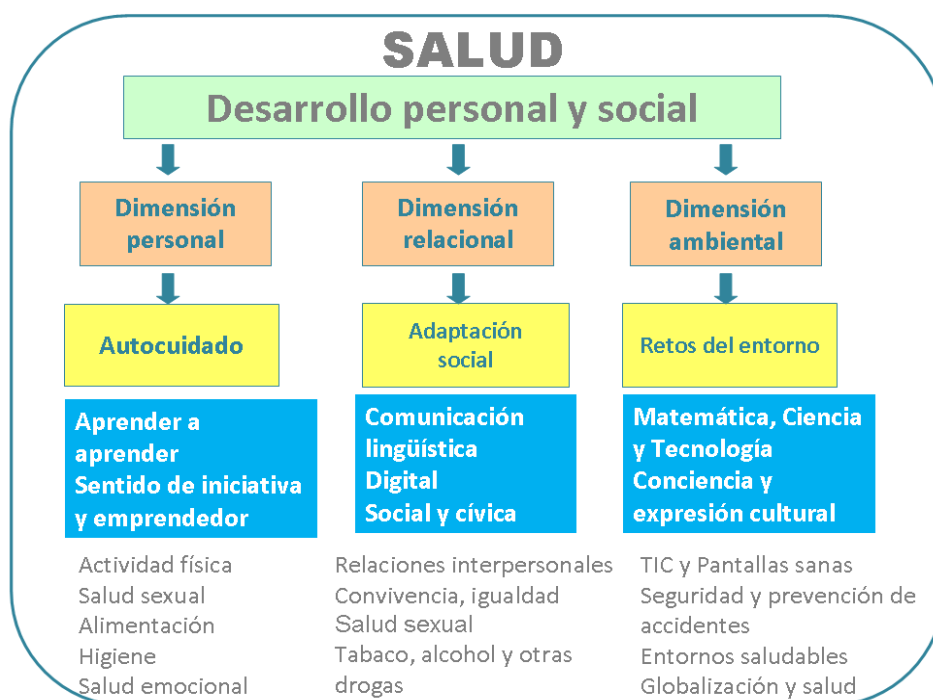 SALUD
Desarrollo personal y social
Dimensión
personal
Dimensión
relacional
Dimensión
ambiental
Autocuidado
Adaptación
social
Retos del entorno
Aprender a
aprender
Sentido de iniciativa
y emprendedor
Comunicación
lingüística
Digital
Social y cívica
Matemática, Ciencia
y Tecnología
Conciencia y
expresión cultural
Actividad física
Salud sexual
Alimentación
Higiene
Salud emocional
Relaciones interpersonales
Convivencia, igualdad
Salud sexual
Tabaco, alcohol y otras
drogas
TIC y Pantallas sanas
Seguridad y prevención de
accidentes
Entornos saludables
Globalización y salud